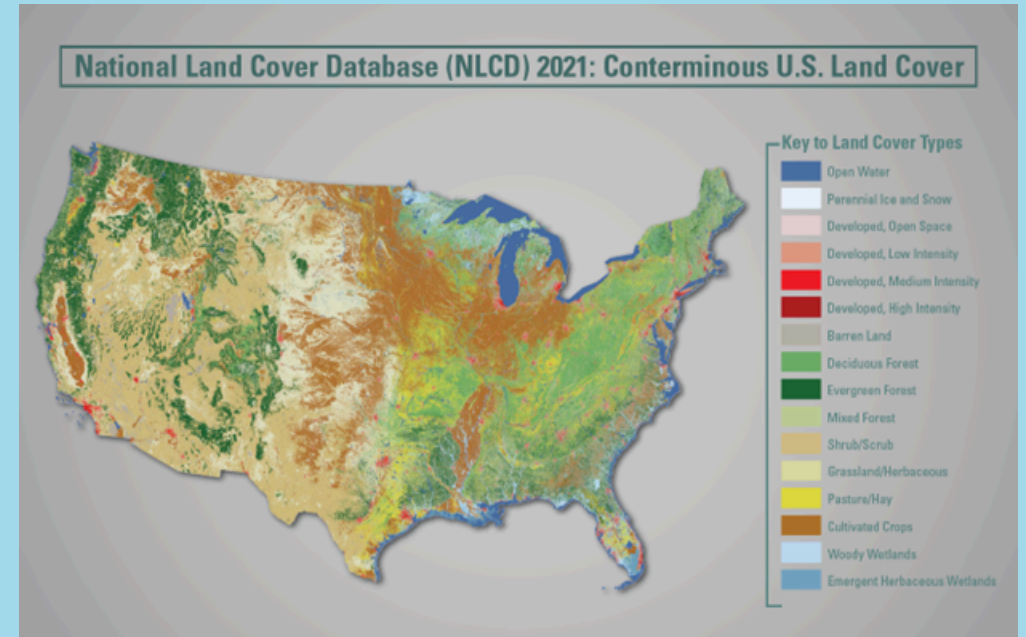 National Land Cover Database (NLCD) 2021: Conterminous U.S. Land Cover
Key to Land Cover Types
Open Water
Perennial Ice and Snow
Developed, Open Space
Developed, Low Intensity
Developed, Medium Intensity
Developed, High Intensity
Barren Land
Deciduous Forest
Evergreen Forest
Mixed Forest
Shrub/Scrub
Grassland/Herbaceous
Pasture/Hay
Cultivated Crops
Woody Wetlands
Emergent Herbaceous Wetlands